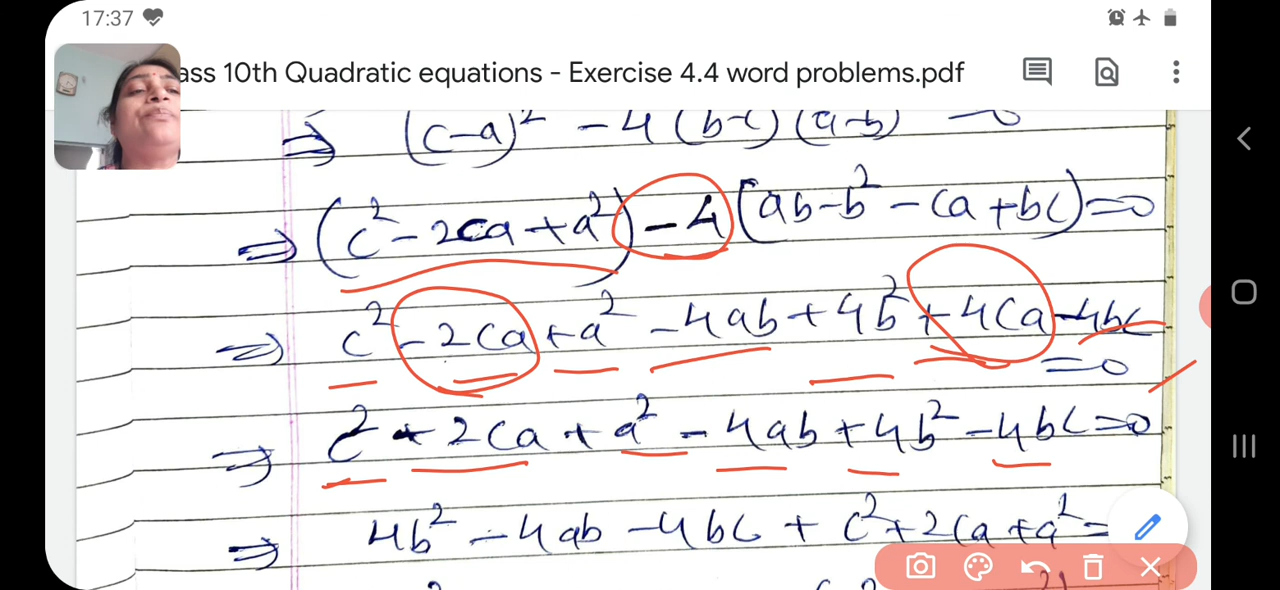 17:37
ass 10th Quadratic equations - Exercise 4.4 word problems.pdf
⇒ (c-a)² - 4 (b-c) (a-b) = 0
⇒ (c² - 2ca + a²) - 4 (ab - b² - ca + bc) = 0
⇒ c² - 2ca + a² - 4ab + 4b² + 4ca - 4bc
= 0
⇒ c² + 2ca + a² - 4ab + 4b² - 4bc = 0
⇒ 4b² - 4ab - 4bc + c² + 2ca + a² =